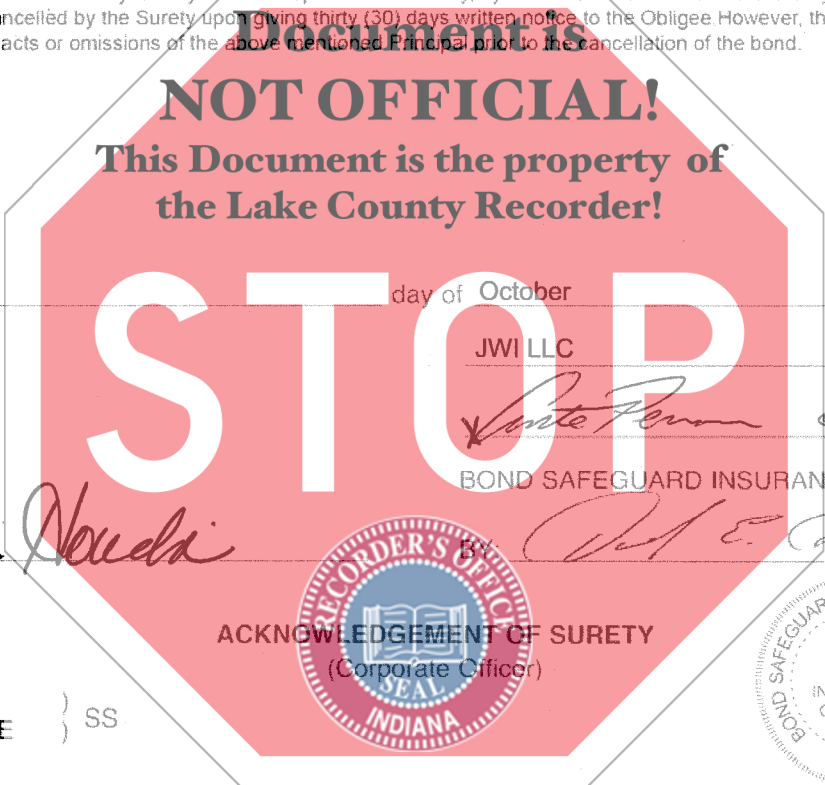 ncelled by the Surety upon giving thirty (30) days written notice to the Obligee. However, th
acts or omissions of the above mentioned Principal prior to the cancellation of the bond.
Document is
NOT OFFICIAL!
This Document is the property of
the Lake County Recorder!
STOP
day of October
JWI LLC
X
BOND SAFEGUARD INSURAN
BY:
RECORDER'S OFFICE
SEAL
INDIANA
ACKNOWLEDGEMENT OF SURETY
(Corporate Officer)
BOND SAFEGUAR
E ) SS